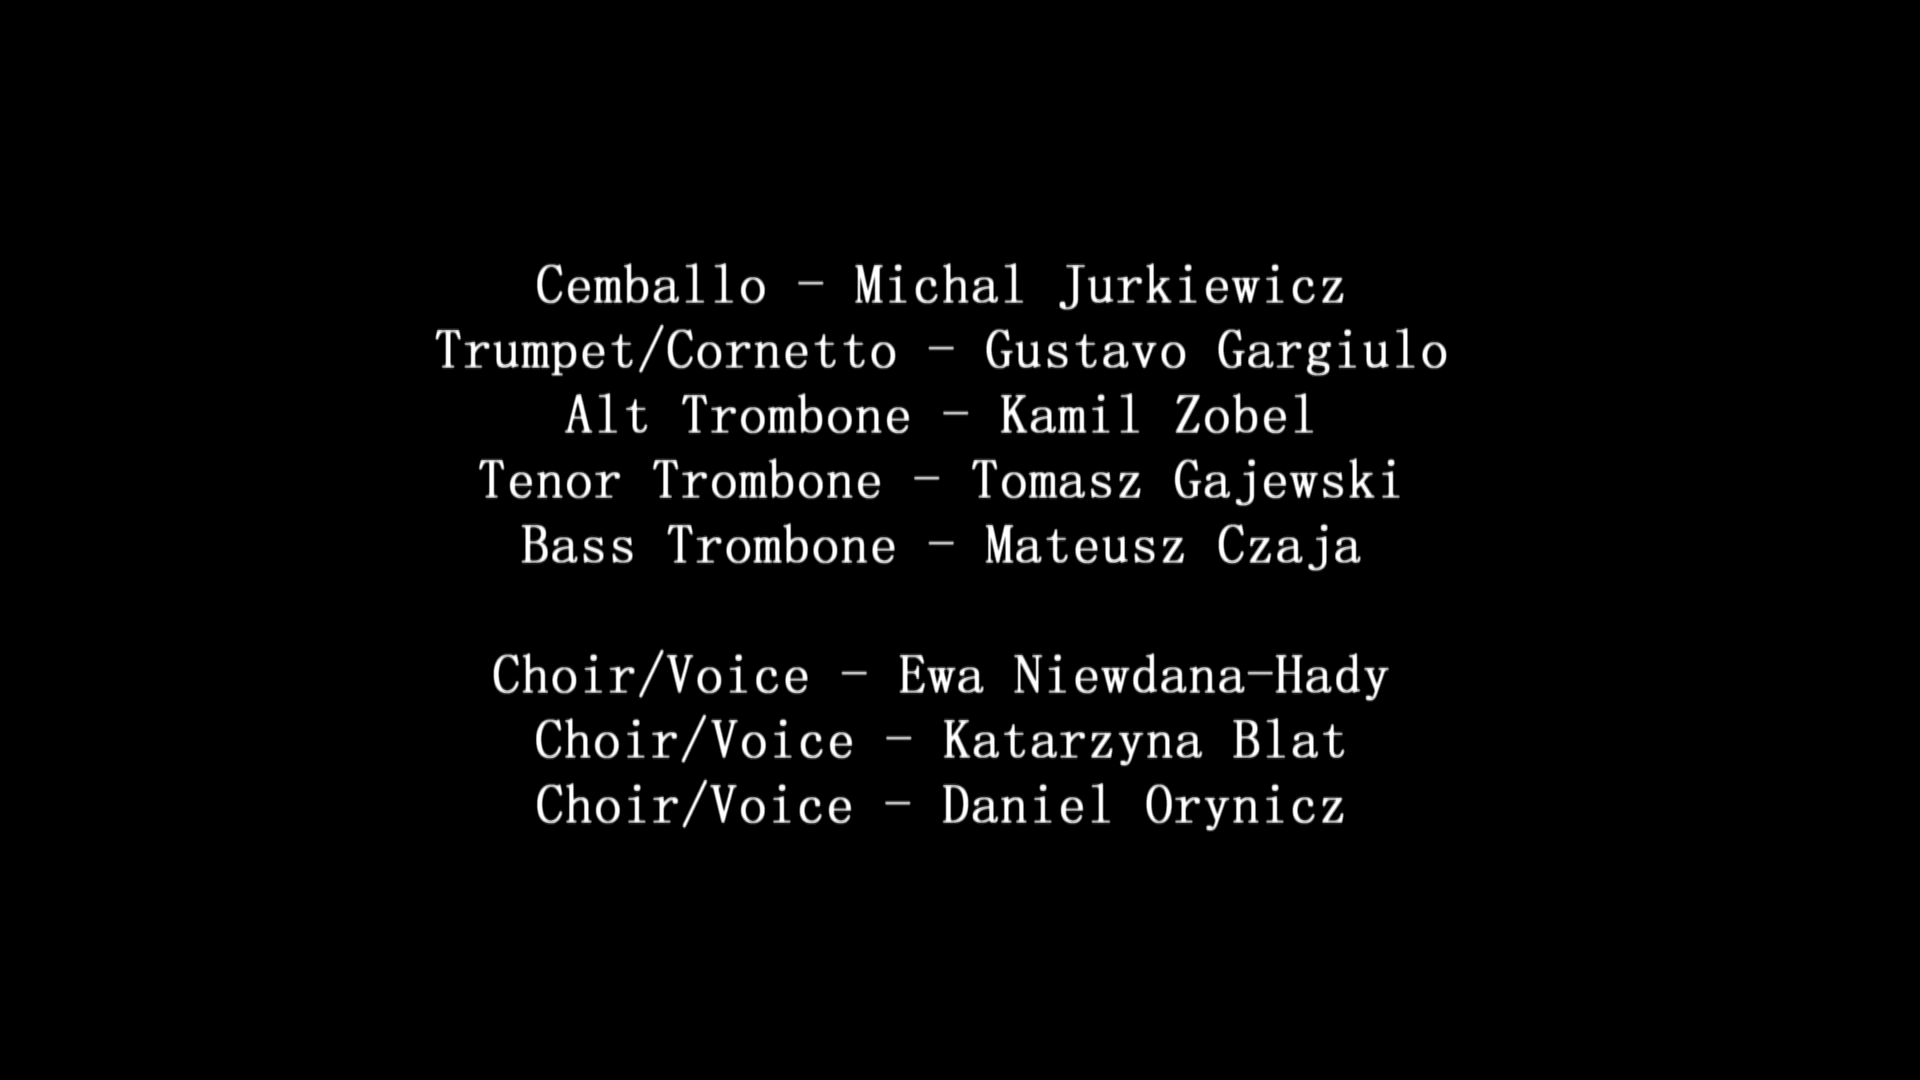 Cemballo - Michal Jurkiewicz
Trumpet/Cornetto - Gustavo Gargiulo
Alt Trombone - Kamil Zobel
Tenor Trombone - Tomasz Gajewski
Bass Trombone - Mateusz Czaja
Choir/Voice - Ewa Niewdana-Hady
Choir/Voice - Katarzyna Blat
Choir/Voice - Daniel Orynicz